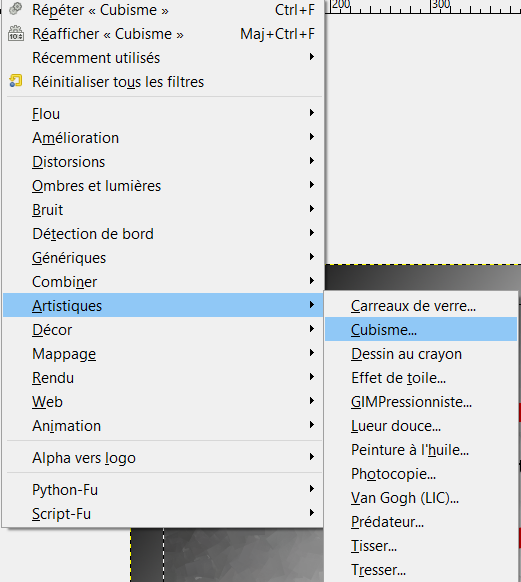 200 300
Répéter « Cubisme » Ctrl+F
Réafficher « Cubisme » Maj+Ctrl+F
Récemment utilisés
Réinitialiser tous les filtres
Flou
Amélioration
Distorsions
Ombres et lumières
Bruit
Détection de bord
Génériques
Combiner
Artistiques
Décor
Mappage
Rendu
Web
Animation
Alpha vers logo
Python-Fu
Script-Fu
Carreaux de verre...
Cubisme...
Dessin au crayon
Effet de toile...
GIMPressionniste...
Lueur douce...
Peinture à l'huile...
Photocopie...
Van Gogh (LIC)...
Prédateur...
Tisser...
Tresser...